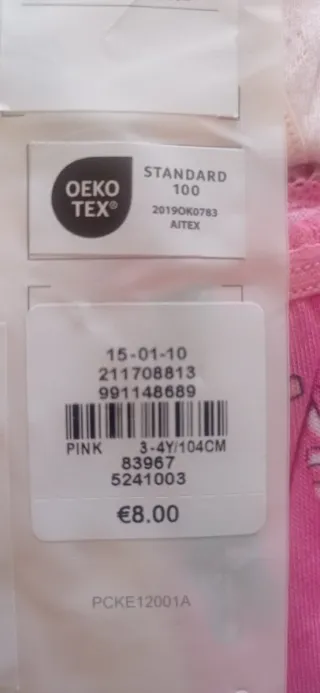 OEKO
TEX®
STANDARD
100
2019OK0783
AITEX
15-01-10
211708813
991148689
PINK 3-4Y/104CM
83967
5241003
€8.00
PCKE12001A